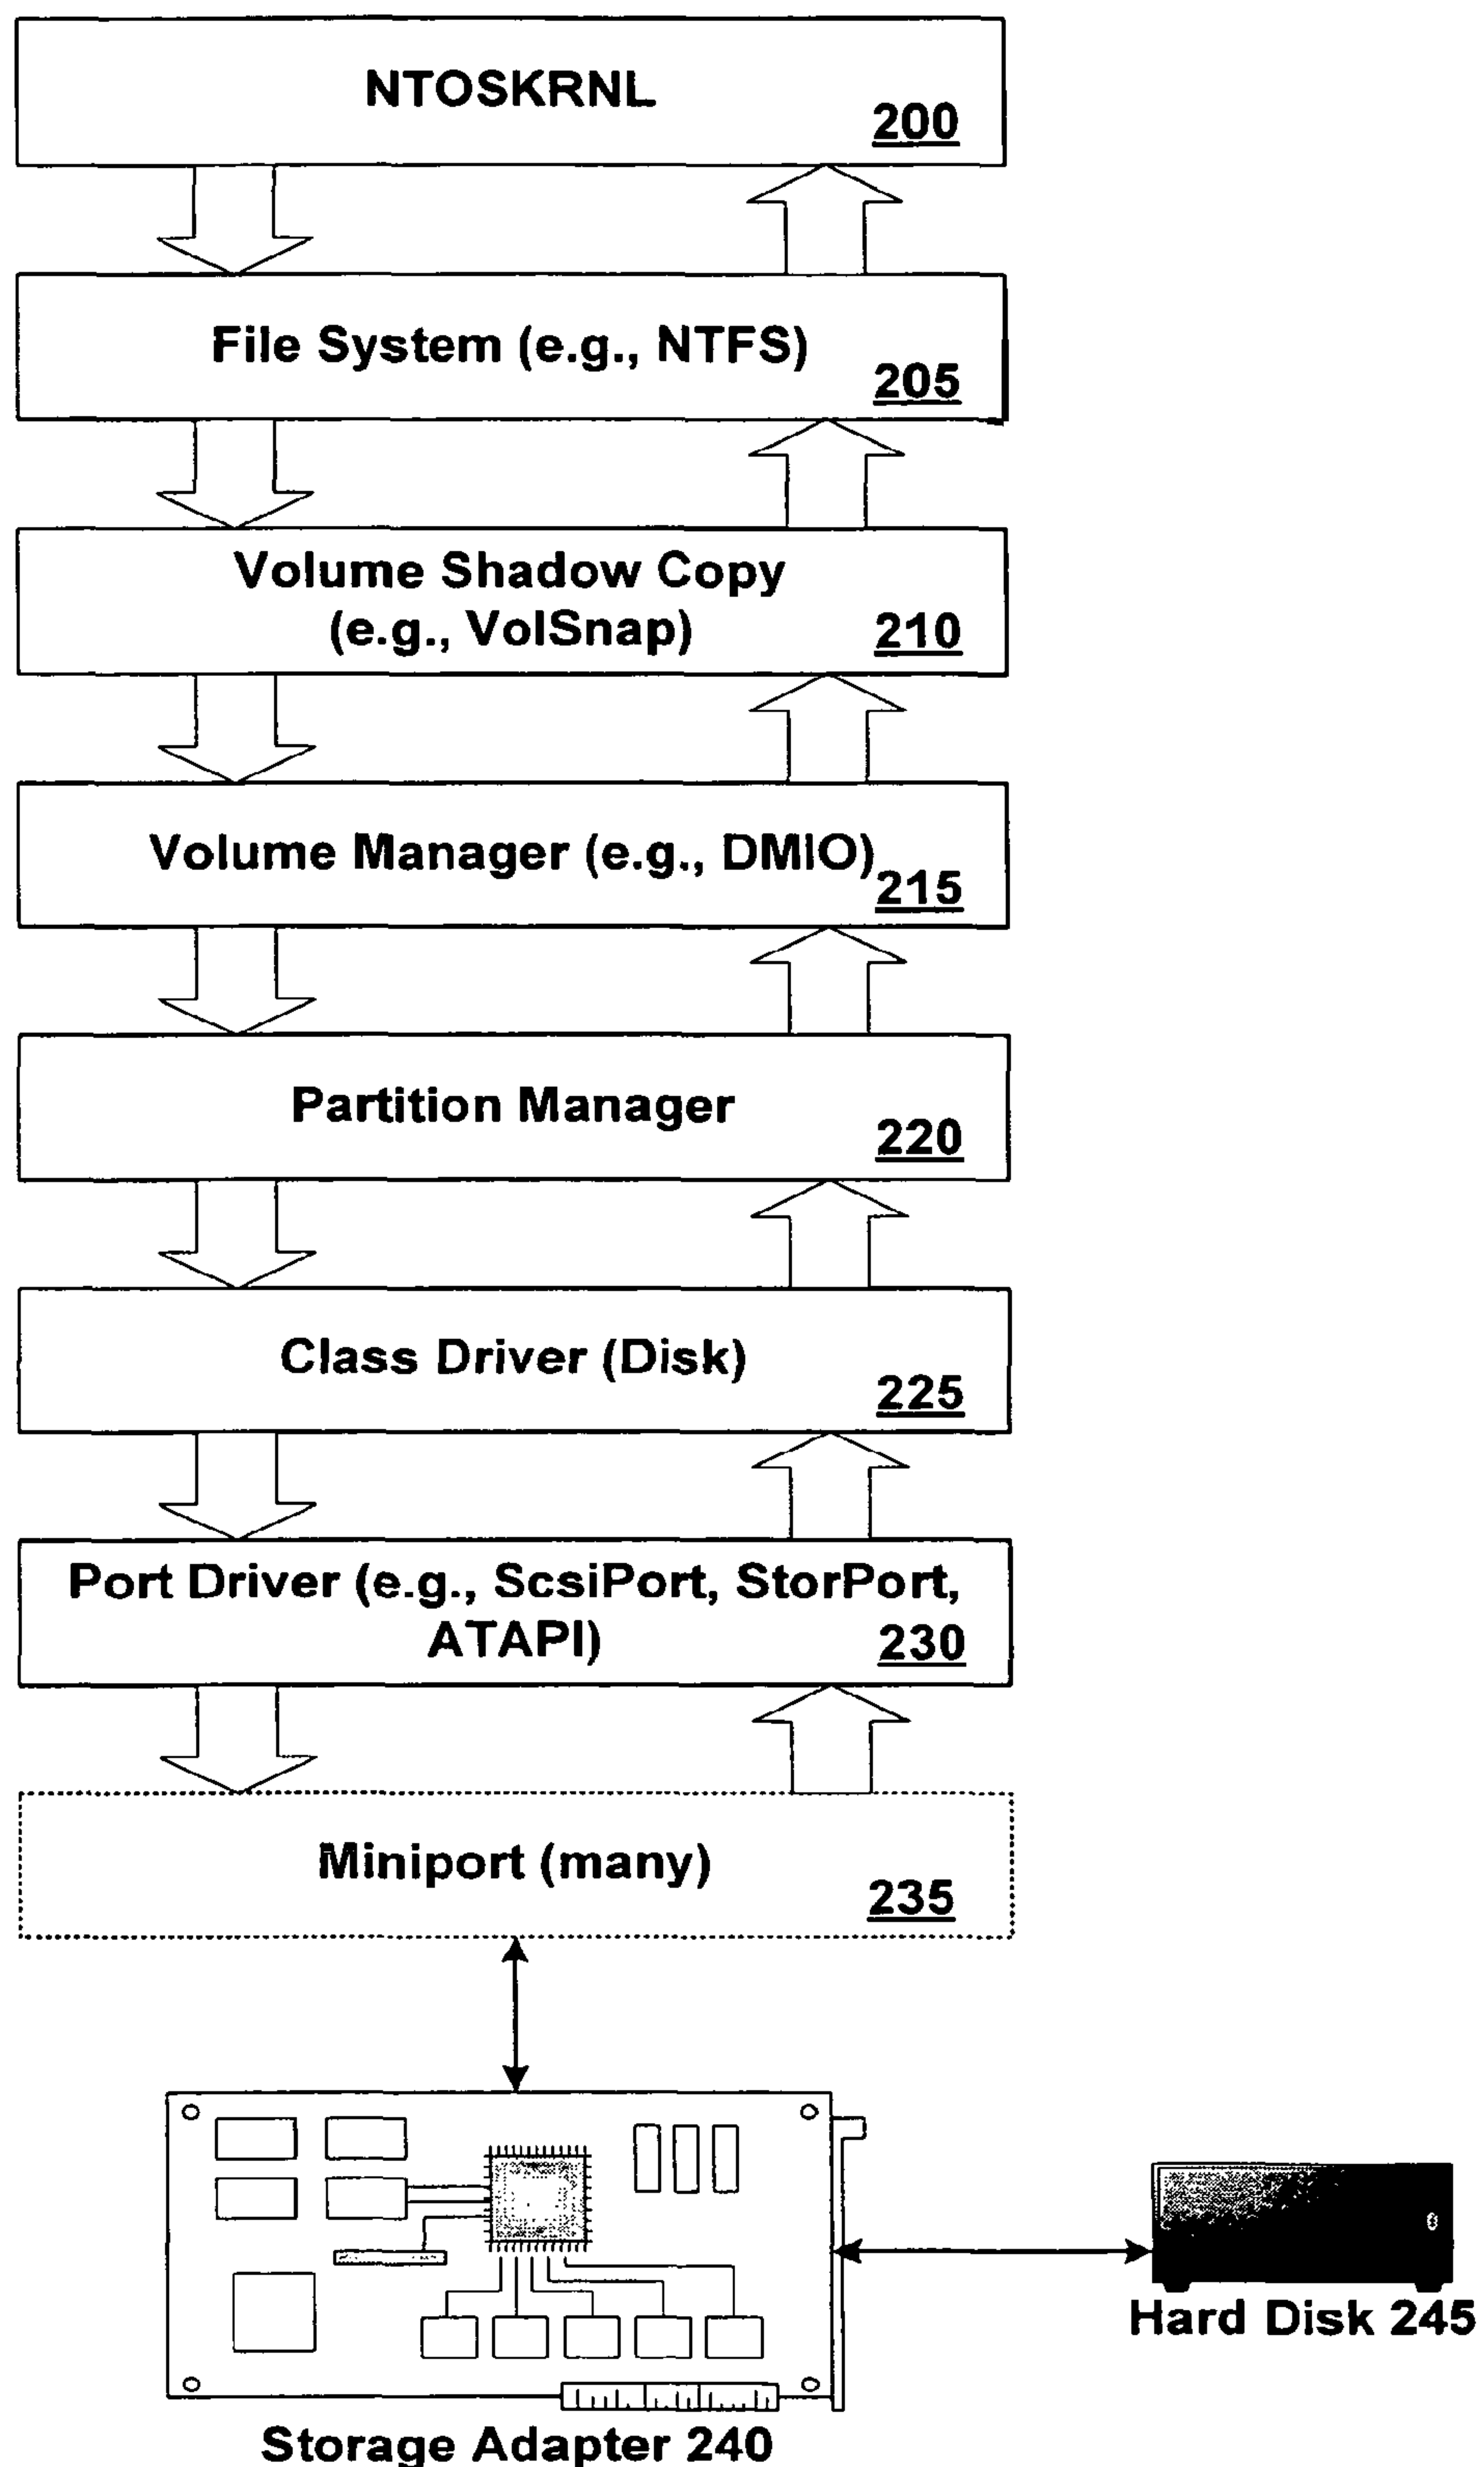 NTOSKRNL
200
File System (e.g., NTFS)
205
Volume Shadow Copy
(e.g., VolSnap)
210
Volume Manager (e.g., DMIO)
215
Partition Manager
220
Class Driver (Disk)
225
Port Driver (e.g., ScsiPort, StorPort,
ATAPI)
230
Miniport (many)
235
Hard Disk 245
Storage Adapter 240